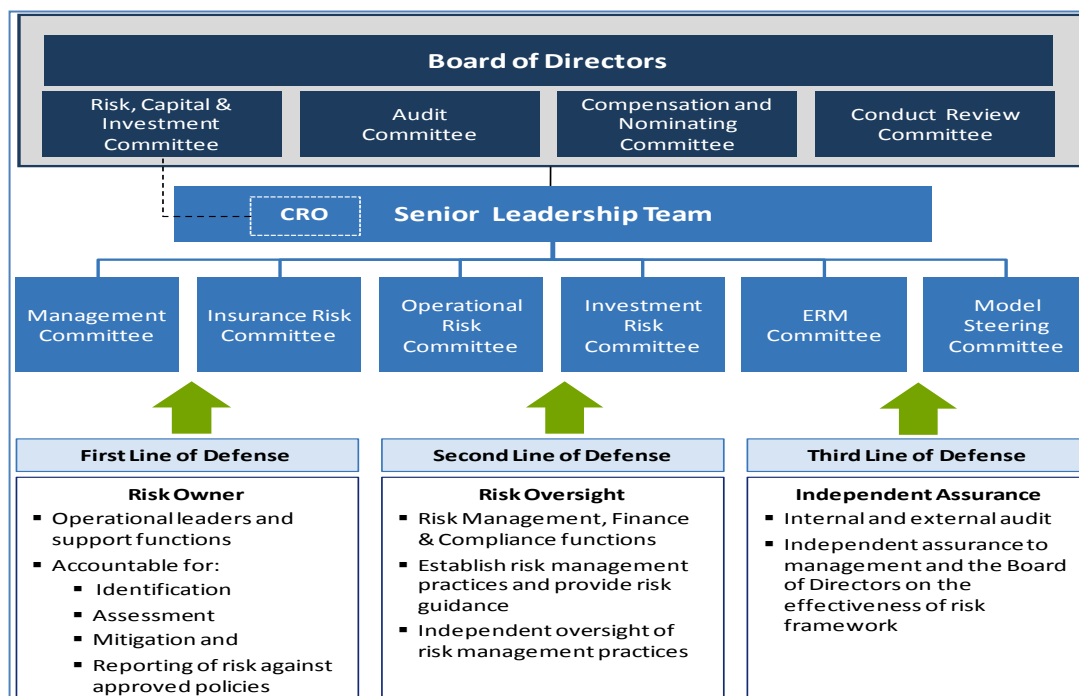 Board of Directors
Risk, Capital &
Investment
Committee
Audit
Committee
Compensation and
Nominating
Committee
Conduct Review
Committee
CRO
Senior Leadership Team
Management
Committee
Insurance Risk
Committee
Operational
Risk
Committee
Investment
Risk
Committee
ERM
Committee
Model
Steering
Committee
First Line of Defense
Risk Owner
▪ Operational leaders and
support functions
▪ Accountable for:
▪ Identification
▪ Assessment
▪ Mitigation and
▪ Reporting of risk against
approved policies
Second Line of Defense
Risk Oversight
▪ Risk Management, Finance
& Compliance functions
▪ Establish risk management
practices and provide risk
guidance
▪ Independent oversight of
risk management practices
Third Line of Defense
Independent Assurance
▪ Internal and external audit
▪ Independent assurance to
management and the Board
of Directors on the
effectiveness of risk
framework